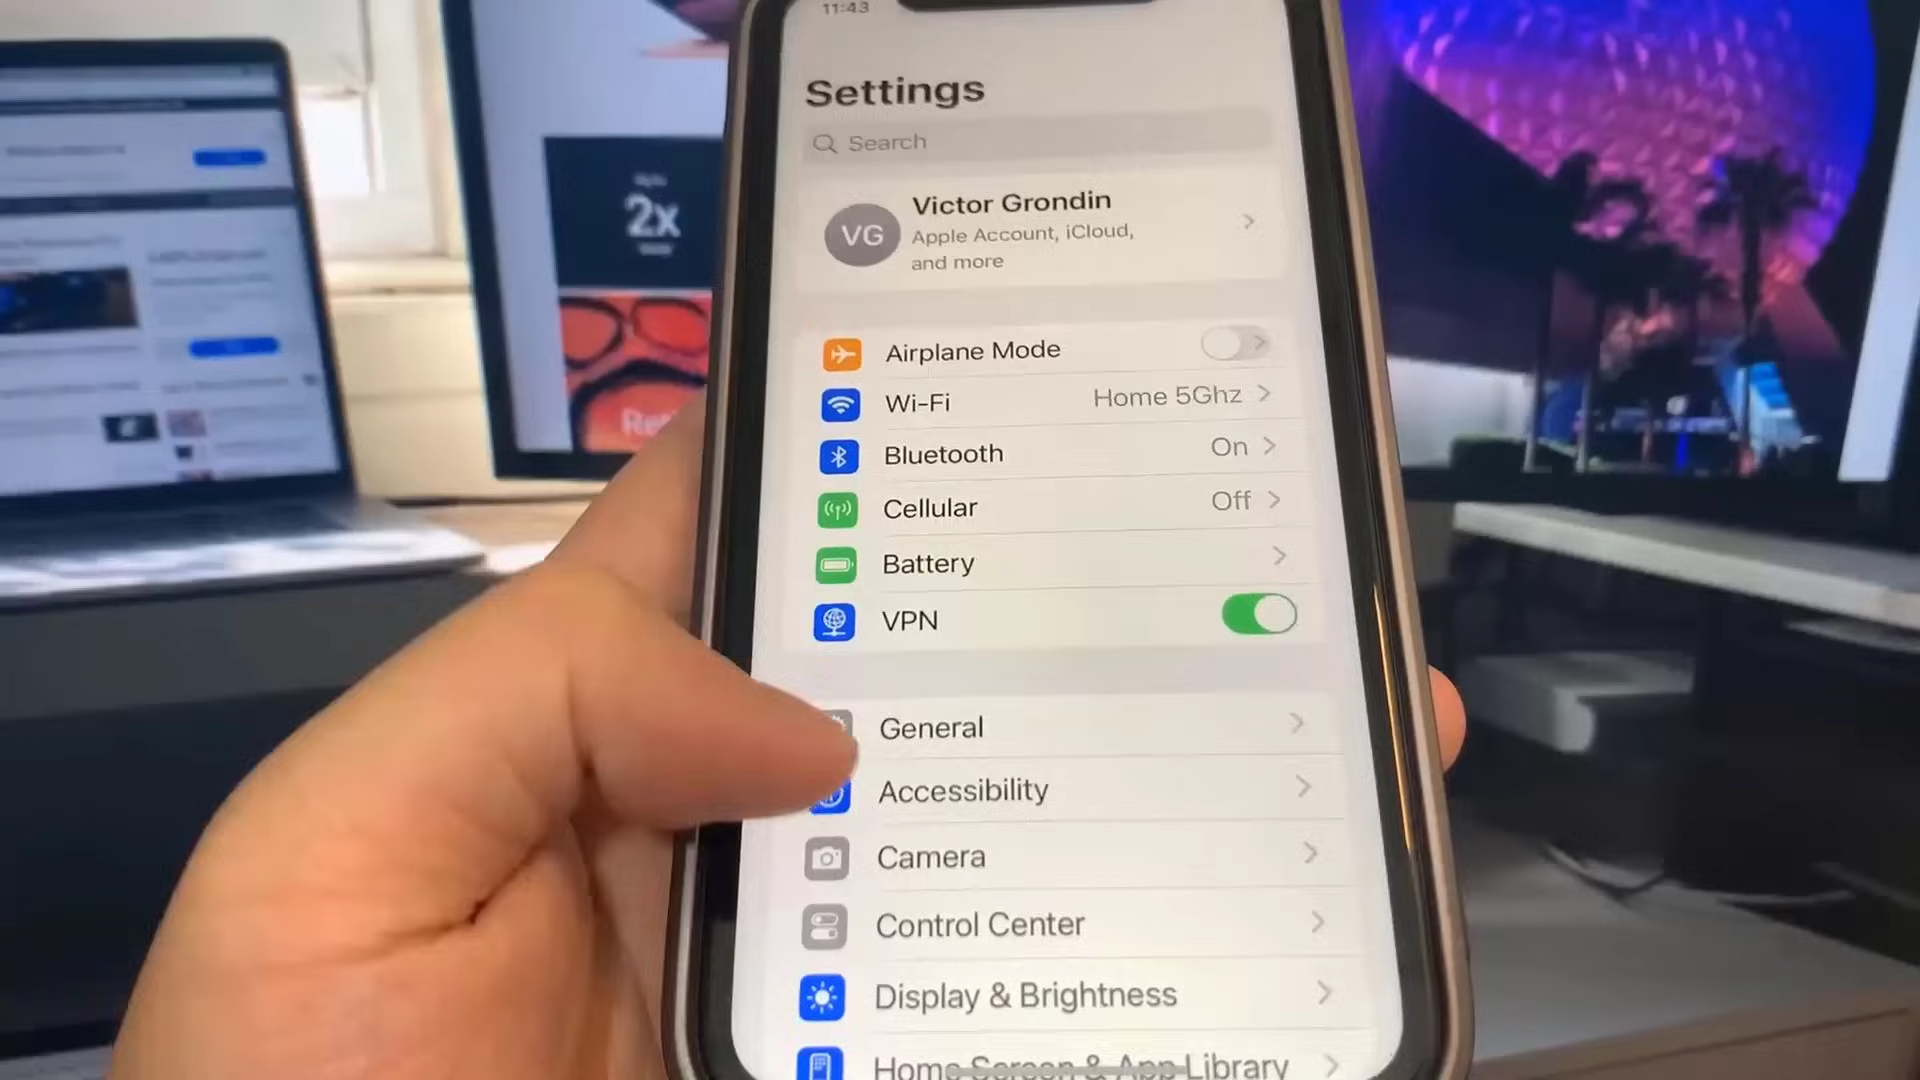 11:43
Settings
Search
VG
Victor Grondin
Apple Account, iCloud,
and more
Airplane Mode
Wi-Fi Home 5Ghz
Bluetooth On
Cellular Off
Battery
VPN
General
Accessibility
Camera
Control Center
Display & Brightness
Home Screen & App Library
2x